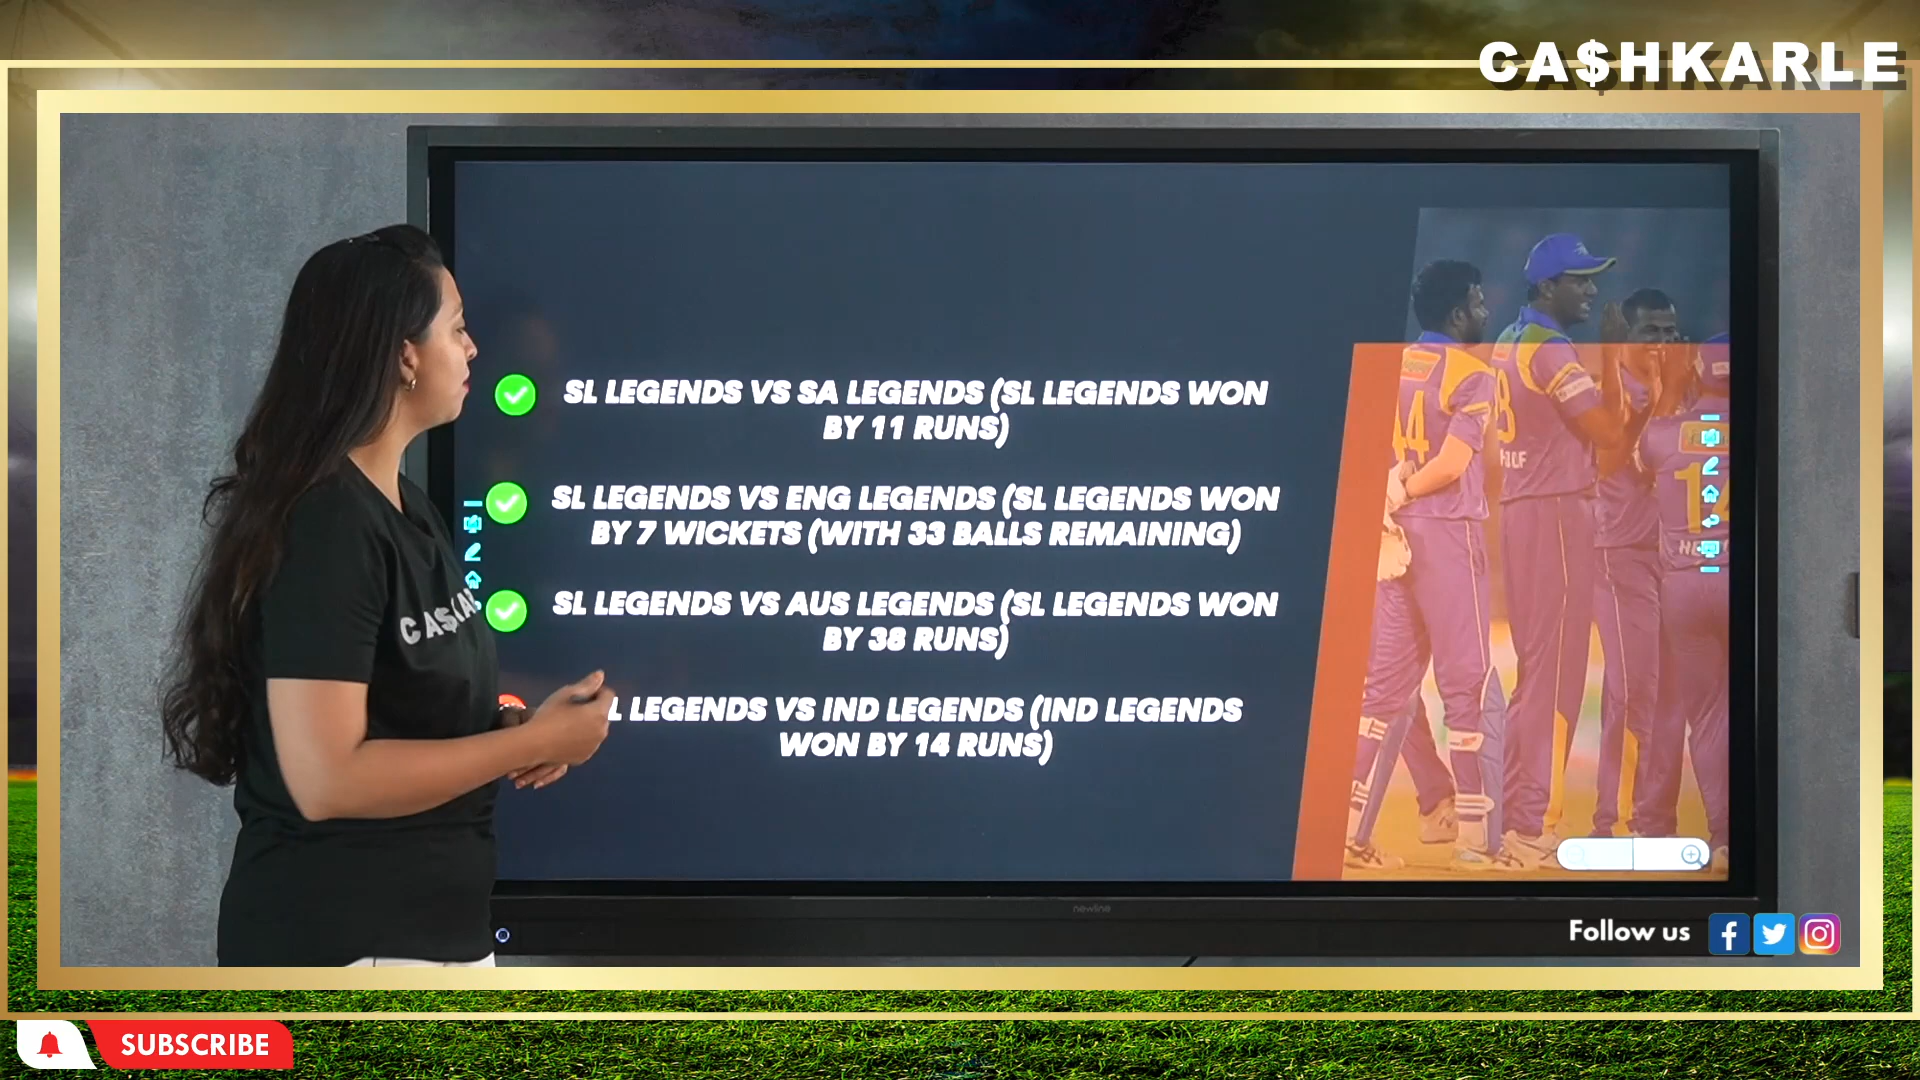 CA$HKARLE
SL LEGENDS VS SA LEGENDS (SL LEGENDS WON
BY 11 RUNS)
SL LEGENDS VS ENG LEGENDS (SL LEGENDS WON
BY 7 WICKETS (WITH 33 BALLS REMAINING)
SL LEGENDS VS AUS LEGENDS (SL LEGENDS WON
BY 38 RUNS)
L LEGENDS VS IND LEGENDS (IND LEGENDS
WON BY 14 RUNS)
44
newline
Follow us
SUBSCRIBE